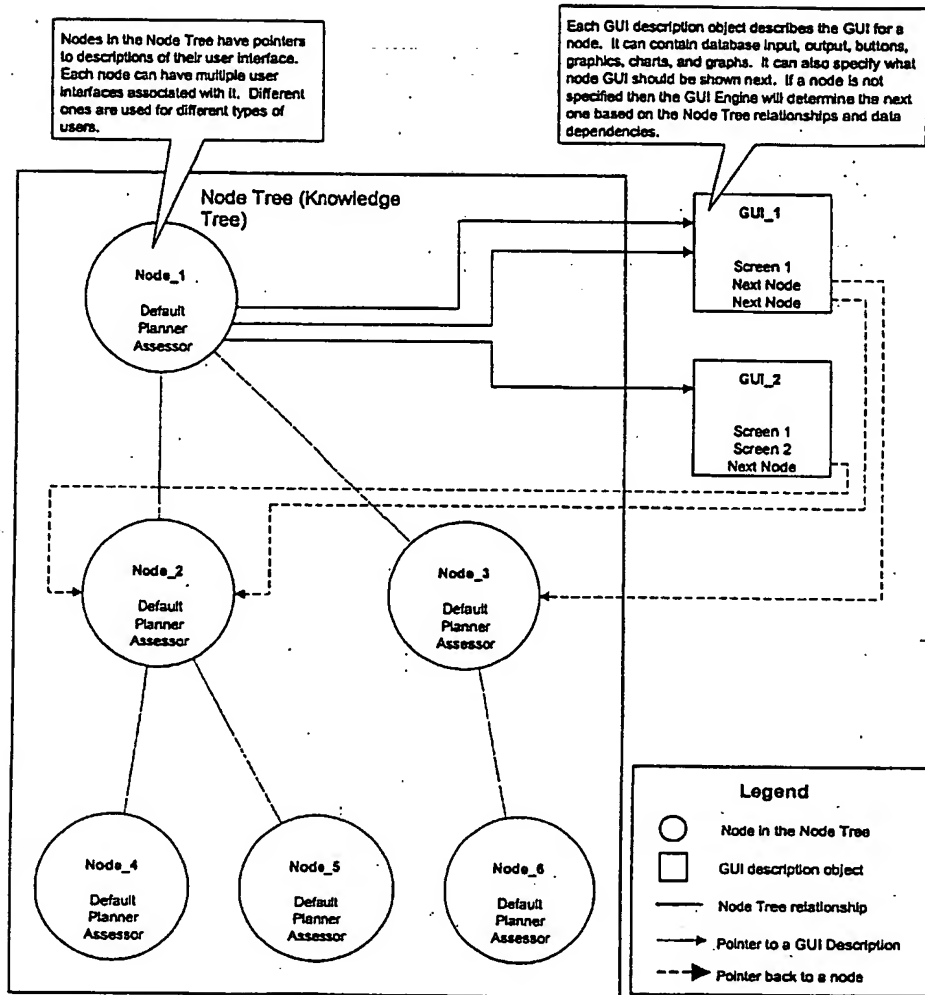 Nodes in the Node Tree have pointers
to descriptions of their user interface.
Each node can have multiple user
interfaces associated with it. Different
ones are used for different types of
users.
Each GUI description object describes the GUI for a
node. It can contain database input, output, buttons,
graphics, charts, and graphs. It can also specify what
node GUI should be shown next. If a node is not
specified then the GUI Engine will determine the next
one based on the Node Tree relationships and data
dependencies.
Node Tree (Knowledge
Tree)
Node_1
Default
Planner
Assessor
GUI_1
Screen 1
Next Node
Next Node
GUI_2
Screen 1
Screen 2
Next Node
Node_2
Default
Planner
Assessor
Node_3
Default
Planner
Assessor
Node_4
Default
Planner
Assessor
Node_5
Default
Planner
Assessor
Node_6
Default
Planner
Assessor
Legend
Node in the Node Tree
GUI description object
Node Tree relationship
Pointer to a GUI Description
Pointer back to a node